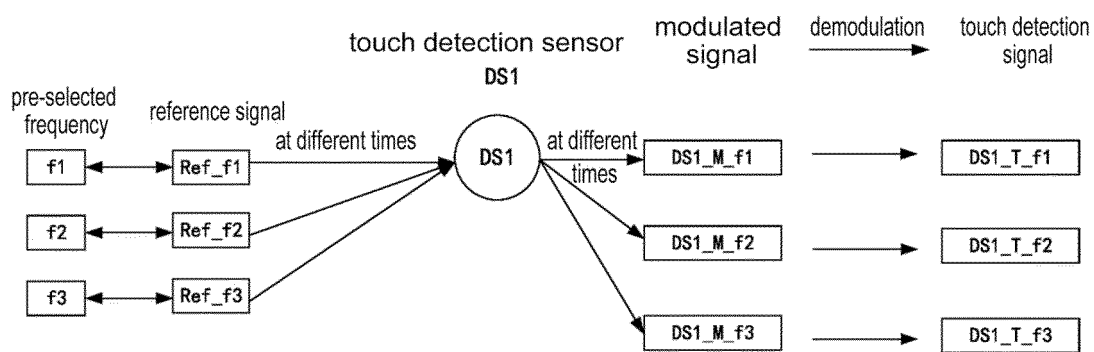 touch detection sensor
DS1
modulated
signal
demodulation
touch detection
signal
pre-selected
frequency
reference signal
at different times
at different
times
f1
Ref_f1
DS1
DS1_M_f1
DS1_T_f1
f2
Ref_f2
DS1_M_f2
DS1_T_f2
f3
Ref_f3
DS1_M_f3
DS1_T_f3